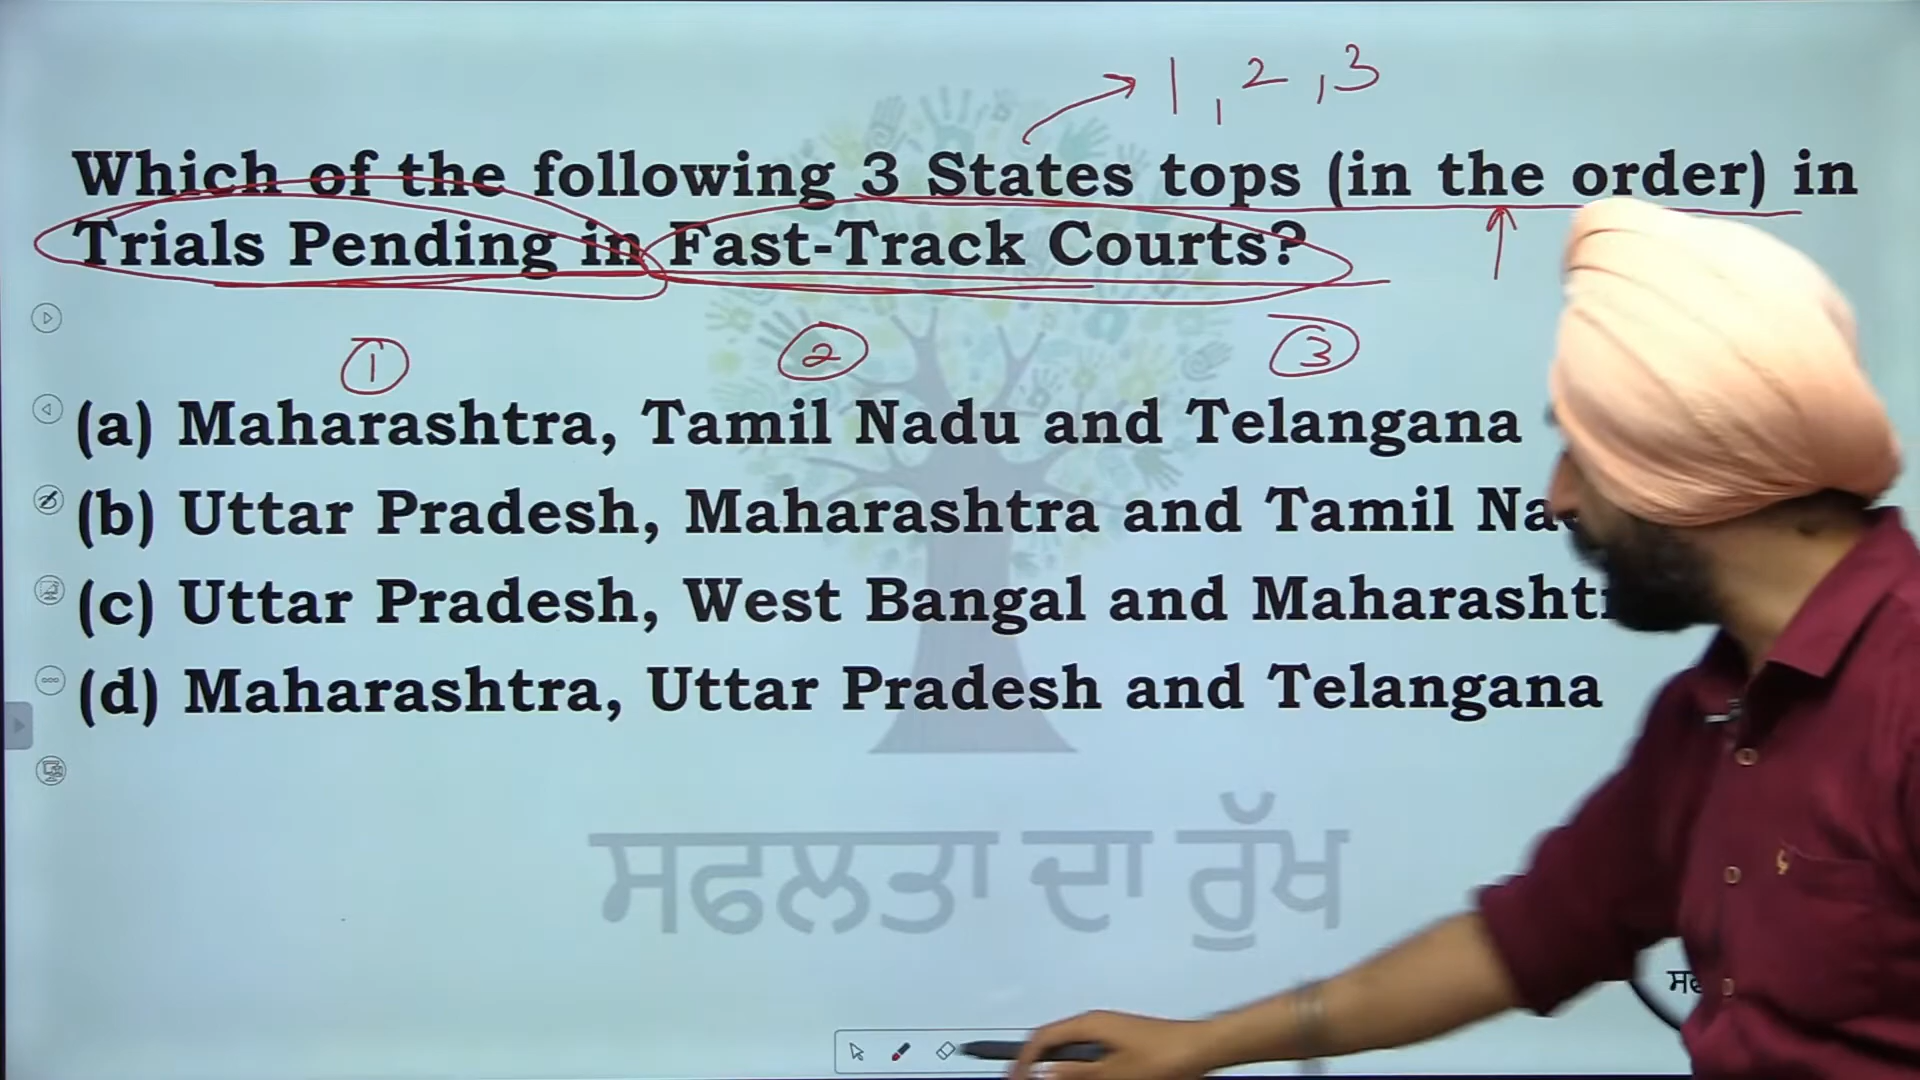 1, 2, 3
Which of the following 3 States tops (in the order) in
Trials Pending in Fast-Track Courts?
1 2 3
(a) Maharashtra, Tamil Nadu and Telangana
(b) Uttar Pradesh, Maharashtra and Tamil
(c) Uttar Pradesh, West Bangal and
(d) Maharashtra, Uttar Pradesh and Telangana
ਸਫਲਤਾ ਦਾ ਰੁੱਖ